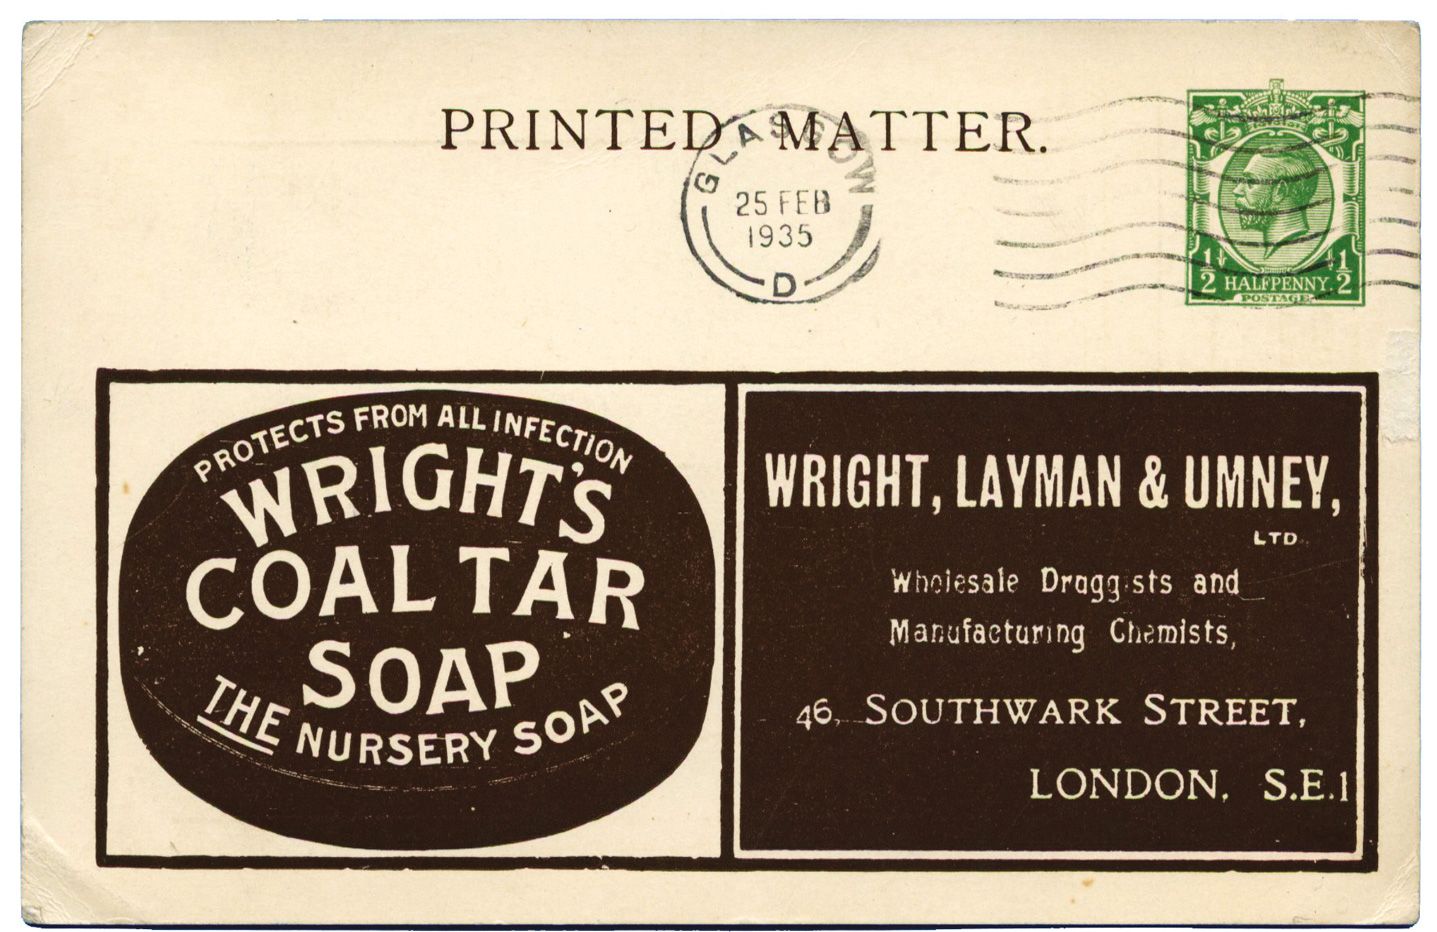 PRINTED MATTER.
GLASGOW
25 FEB
1935
D
1/2 HALFPENNY. 1/2
POSTAGE
PROTECTS FROM ALL INFECTION
WRIGHT'S
COAL TAR
SOAP
THE NURSERY SOAP
WRIGHT, LAYMAN & UMNEY,
LTD.
Wholesale Druggists and
Manufacturing Chemists,
46, SOUTHWARK STREET,
LONDON, S.E.1